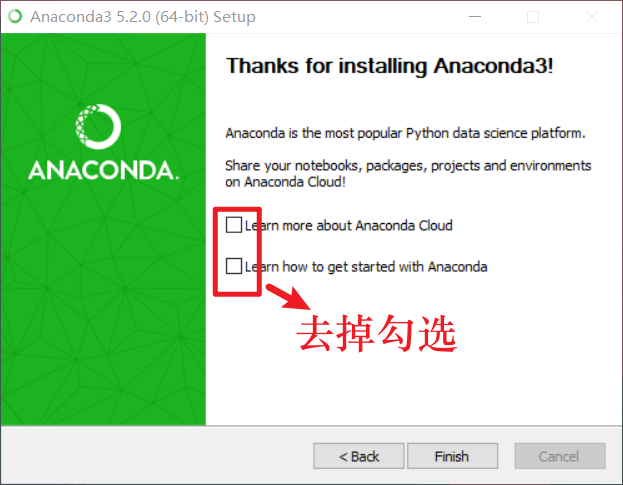 Anaconda3 5.2.0 (64-bit) Setup
Thanks for installing Anaconda3!
ANACONDA.
Anaconda is the most popular Python data science platform.
Share your notebooks, packages, projects and environments
on Anaconda Cloud!
Learn more about Anaconda Cloud
Learn how to get started with Anaconda
去掉勾选
< Back
Finish
Cancel